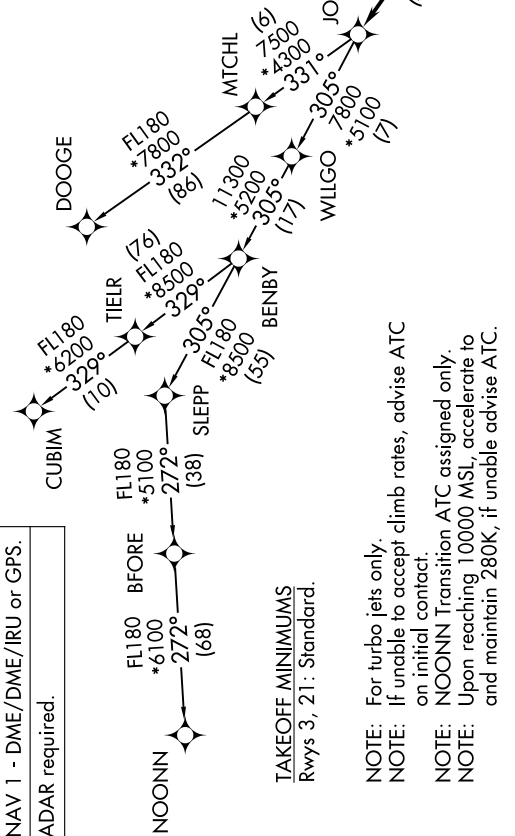 NAV 1 - DME/DME/IRU or GPS.
ADAR required.
JO
(6)
7500
*4300
331°
MTCHL
305°
7800
*5100
(7)
WLLGO
FL180
*7800
332°
(86)
DOOGE
11300
*5200
305°
(17)
BENBY
(76)
FL180
*8500
329°
TIELR
FL180
*6200
329°
(10)
CUBIM
305°
FL180
*8500
(55)
SLEPP
FL180
*5100
272°
(38)
BFORE
FL180
*6100
272°
(68)
NOONN
TAKEOFF MINIMUMS
Rwys 3, 21: Standard.
NOTE: For turbo jets only.
NOTE: If unable to accept climb rates, advise ATC
on initial contact.
NOTE: NOONN Transition ATC assigned only.
NOTE: Upon reaching 10000 MSL, accelerate to
and maintain 280K, if unable advise ATC.